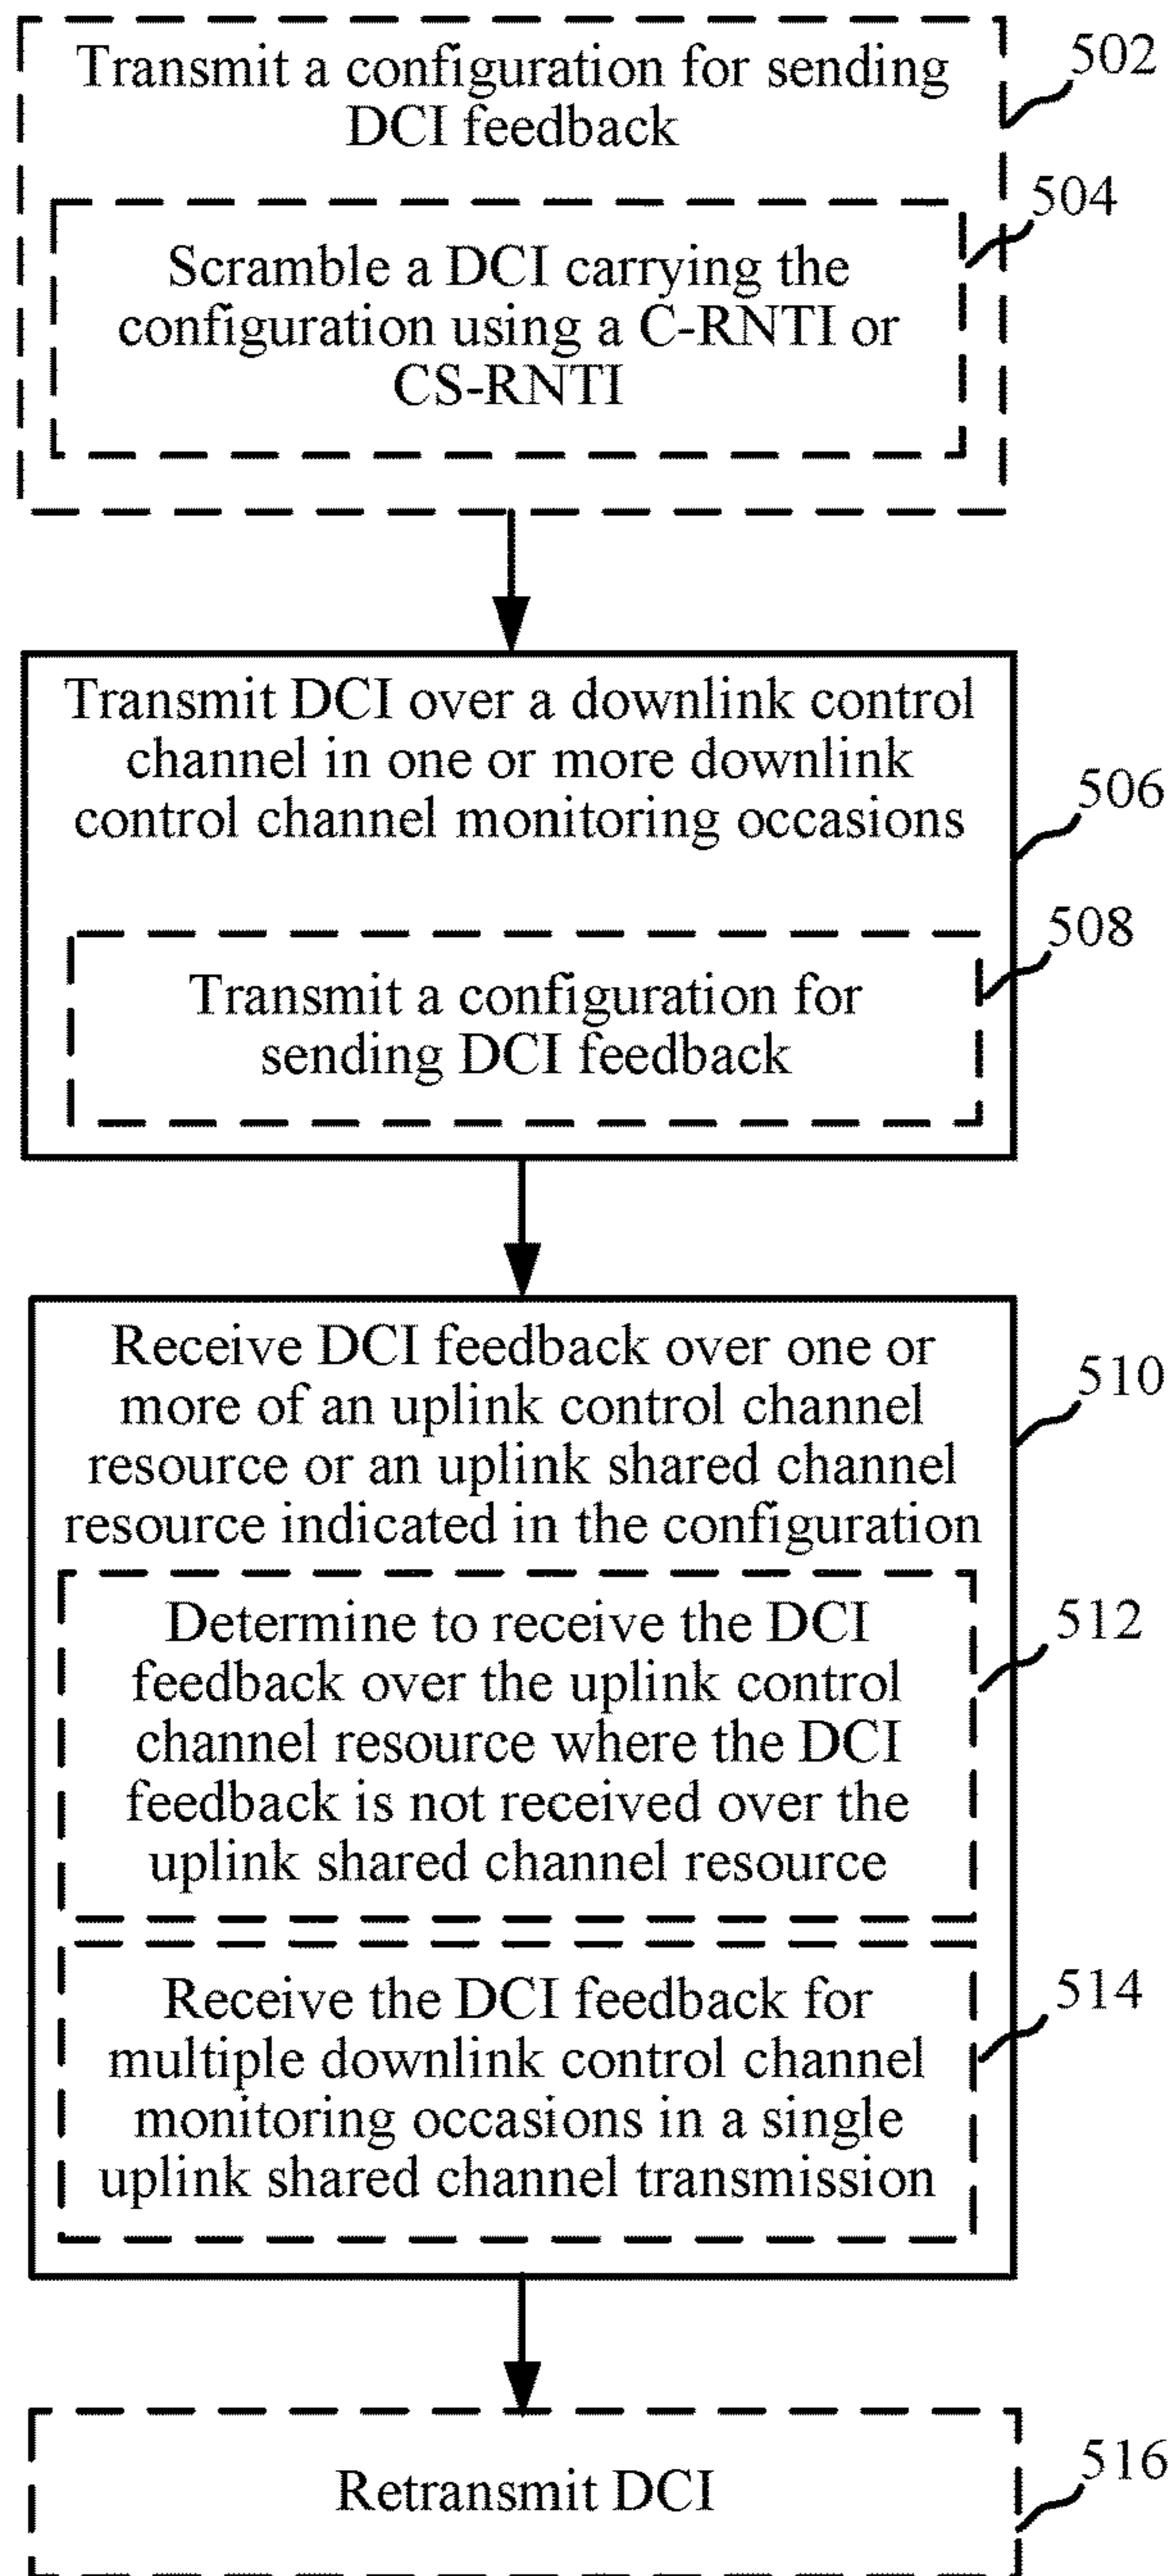 Transmit a configuration for sending
DCI feedback
502
504
Scramble a DCI carrying the
configuration using a C-RNTI or
CS-RNTI
Transmit DCI over a downlink control
channel in one or more downlink
control channel monitoring occasions
506
508
Transmit a configuration for
sending DCI feedback
Receive DCI feedback over one or
more of an uplink control channel
resource or an uplink shared channel
resource indicated in the configuration
510
Determine to receive the DCI
feedback over the uplink control
channel resource where the DCI
feedback is not received over the
uplink shared channel resource
512
Receive the DCI feedback for
multiple downlink control channel
monitoring occasions in a single
uplink shared channel transmission
514
Retransmit DCI
516